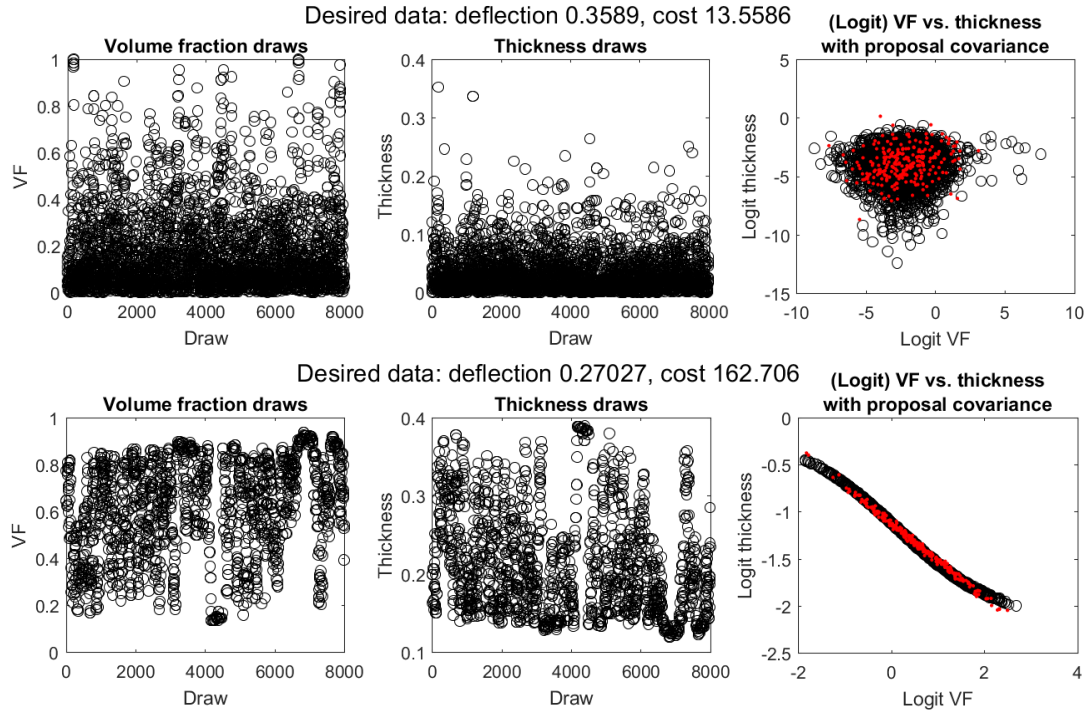 Desired data: deflection 0.3589, cost 13.5586
Volume fraction draws
VF
1
0.8
0.6
0.4
0.2
0
0
2000
4000
6000
8000
Draw
Thickness draws
Thickness
0.4
0.3
0.2
0.1
0
0
2000
4000
6000
8000
Draw
(Logit) VF vs. thickness
with proposal covariance
Logit thickness
5
0
-5
-10
-15
-10
-5
0
5
10
Logit VF
Desired data: deflection 0.27027, cost 162.706
Volume fraction draws
VF
1
0.8
0.6
0.4
0.2
0
0
2000
4000
6000
8000
Draw
Thickness draws
Thickness
0.4
0.3
0.2
0.1
0
2000
4000
6000
8000
Draw
(Logit) VF vs. thickness
with proposal covariance
Logit thickness
0
-0.5
-1
-1.5
-2
-2.5
-2
0
2
4
Logit VF